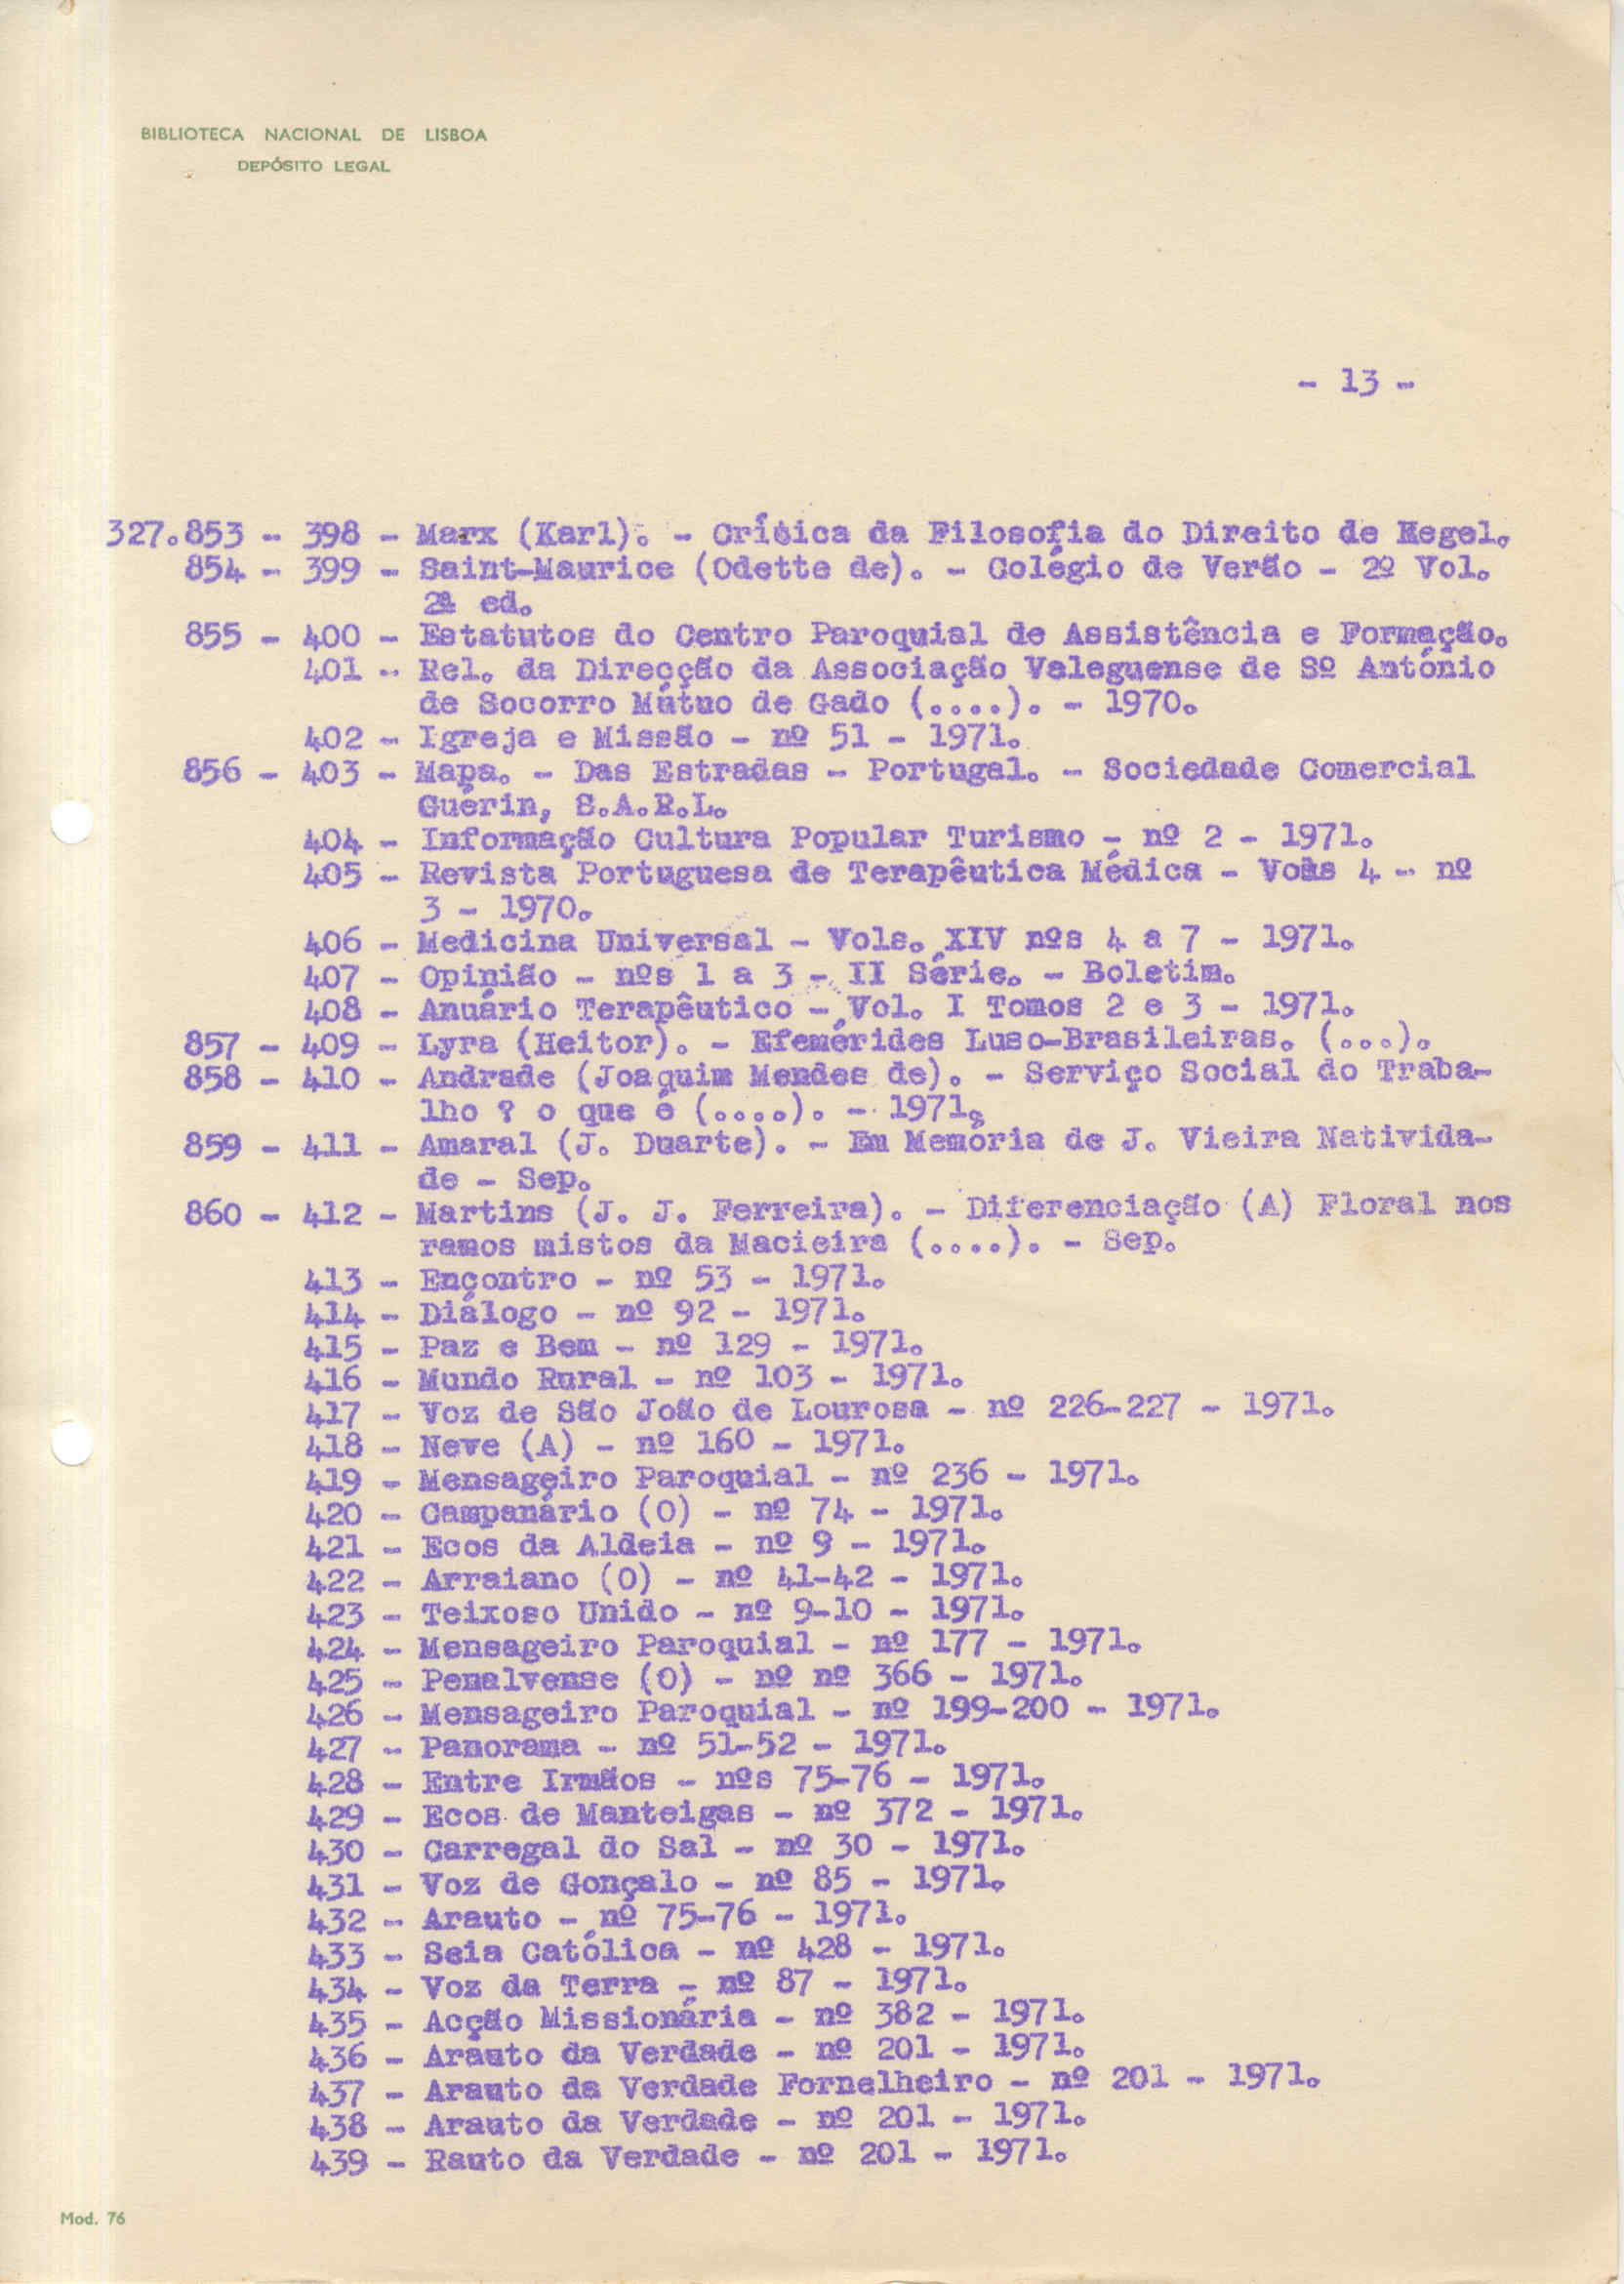 BIBLIOTECA NACIONAL DE LISBOA
DEPÓSITO LEGAL
- 13 -
327.853 - 398 - Marx (Karl). - Crítica da Filosofia do Direito de Hegel.
854 - 399 - Saint-Maurice (Odette de). - Colégio de Verão - 2º Vol.
2ª ed.
855 - 400 - Estatutos do Centro Paroquial de Assistência e Formação.
401 - Rel. da Direcção da Associação Valeguense de Sº António
de Socorro Mútuo de Gado (....). - 1970.
402 - Igreja e Missão - nº 51 - 1971.
856 - 403 - Mapa. - Das Estradas - Portugal. - Sociedade Comercial
Guérin, S.A.R.L.
404 - Informação Cultura Popular Turismo - nº 2 - 1971.
405 - Revista Portuguesa de Terapêutica Médica - 4 - nº
3 - 1970.
406 - Medicina Universal - Vols. XIV nºs 4 a 7 - 1971.
407 - Opinião - nºs 1 a 3 - II Série. - Boletim.
408 - Anuário Terapêutico - Vol. I Tomos 2 e 3 - 1971.
857 - 409 - Lyra (Heitor). - Efemérides Luso-Brasileiras. (...).
858 - 410 - Andrade (Joaquim Mendes de). - Serviço Social do Traba-
lho ? o que é (....). - 1971.
859 - 411 - Amaral (J. Duarte). - Em Memória de J. Vieira Nativida-
de - Sep.
860 - 412 - Martins (J. J. Ferreira). - Diferenciação (A) Floral nos
ramos mistos da Macieira (....). - Sep.
413 - Encontro - nº 53 - 1971.
414 - Diálogo - nº 92 - 1971.
415 - Paz e Bem - nº 129 - 1971.
416 - Mundo Rural - nº 103 - 1971.
417 - Voz de São João de Lourosa - nº 226-227 - 1971.
418 - Neve (A) - nº 160 - 1971.
419 - Mensageiro Paroquial - nº 236 - 1971.
420 - Campanário (O) - nº 74 - 1971.
421 - Ecos da Aldeia - nº 9 - 1971.
422 - Arraiano (O) - nº 41-42 - 1971.
423 - Teixoso Unido - nº 9-10 - 1971.
424 - Mensageiro Paroquial - nº 177 - 1971.
425 - Penalvense (O) - nº nº 366 - 1971.
426 - Mensageiro Paroquial - nº 199-200 - 1971.
427 - Panorama - nº 51-52 - 1971.
428 - Entre Irmãos - nºs 75-76 - 1971.
429 - Ecos de Manteigas - nº 372 - 1971.
430 - Carregal do Sal - nº 30 - 1971.
431 - Voz de Gonçalo - nº 85 - 1971.
432 - Arauto - nº 75-76 - 1971.
433 - Seia Católica - nº 428 - 1971.
434 - Voz da Terra - nº 87 - 1971.
435 - Acção Missionária - nº 382 - 1971.
436 - Arauto da Verdade - nº 201 - 1971.
437 - Arauto da Verdade Fornelheiro - nº 201 - 1971.
438 - Arauto da Verdade - nº 201 - 1971.
439 - Rauto da Verdade - nº 201 - 1971.
Mod. 76